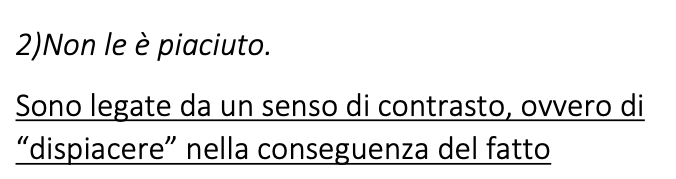 2)Non le è piaciuto.
Sono legate da un senso di contrasto, ovvero di
“dispiacere” nella conseguenza del fatto